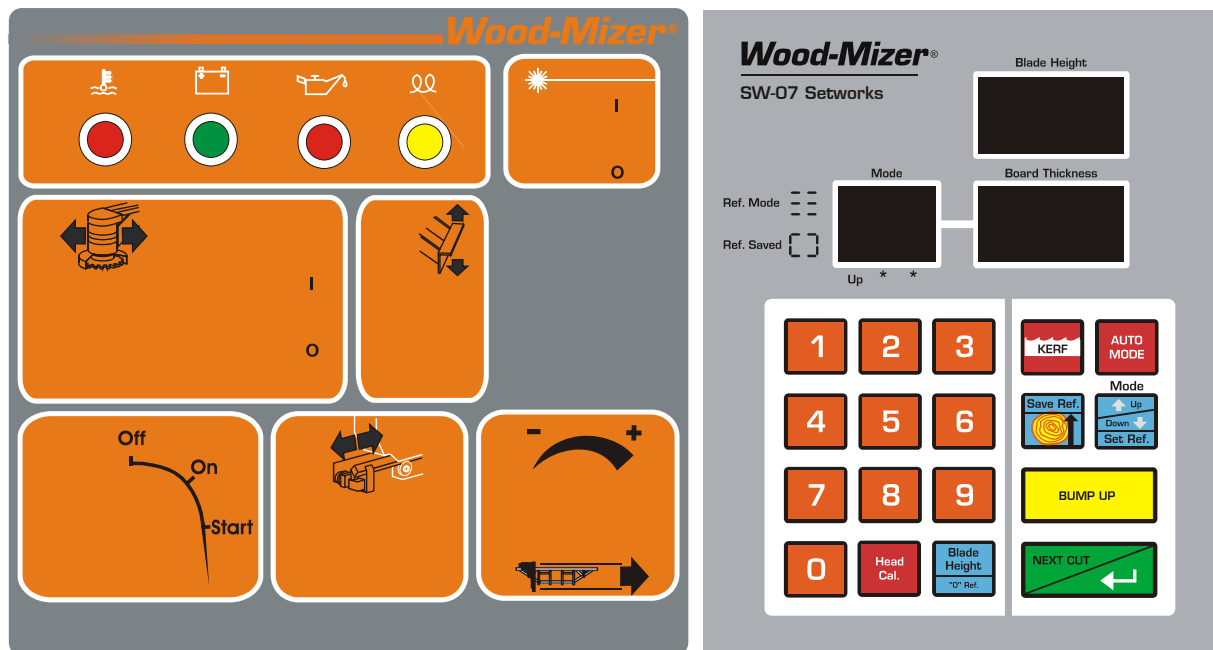 Wood-Mizer®
I
O
I
O
Off
On
Start
- +
Wood-Mizer®
SW-07 Setworks
Blade Height
Mode
Board Thickness
Ref. Mode
Ref. Saved
Up * *
1 2 3
KERF
AUTO
MODE
Mode
4 5 6
Save Ref.
Up
Down
Set Ref.
7 8 9
BUMP UP
0
Head
Cal.
Blade
Height
"0" Ref.
NEXT CUT